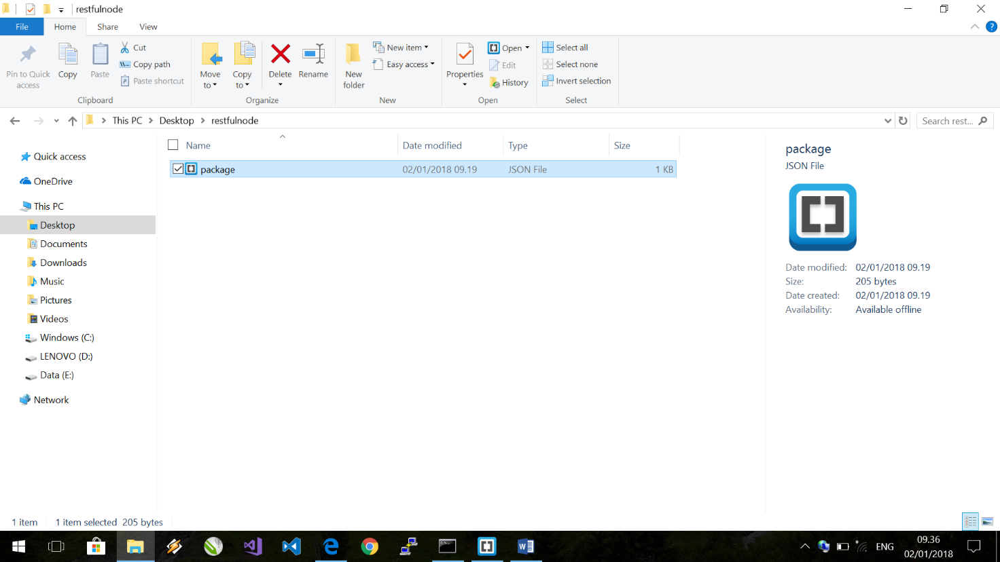 restfulnode
File Home Share View
Pin to Quick access
Copy
Paste
Cut
Copy path
Paste shortcut
Clipboard
Move to
Copy to
Delete
Rename
Organize
New folder
New item
Easy access
New
Properties
Open
Edit
History
Open
Select all
Select none
Invert selection
Select
This PC Desktop restfulnode
Search rest...
Quick access
OneDrive
This PC
Desktop
Documents
Downloads
Music
Pictures
Videos
Windows (C:)
LENOVO (D:)
Data (E:)
Network
Name Date modified Type Size
package 02/01/2018 09.19 JSON File 1 KB
package
JSON File
Date modified: 02/01/2018 09.19
Size: 205 bytes
Date created: 02/01/2018 09.19
Availability: Available offline
1 item 1 item selected 205 bytes
ENG
09.36
02/01/2018